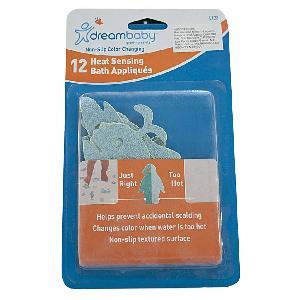 L121
dreambaby
Non-Slip Color Changing
12 Heat Sensing
Bath Appliqués
Just
Right
Too
Hot
Helps prevent accidental scalding
Changes color when water is too hot
Non-slip textured surface